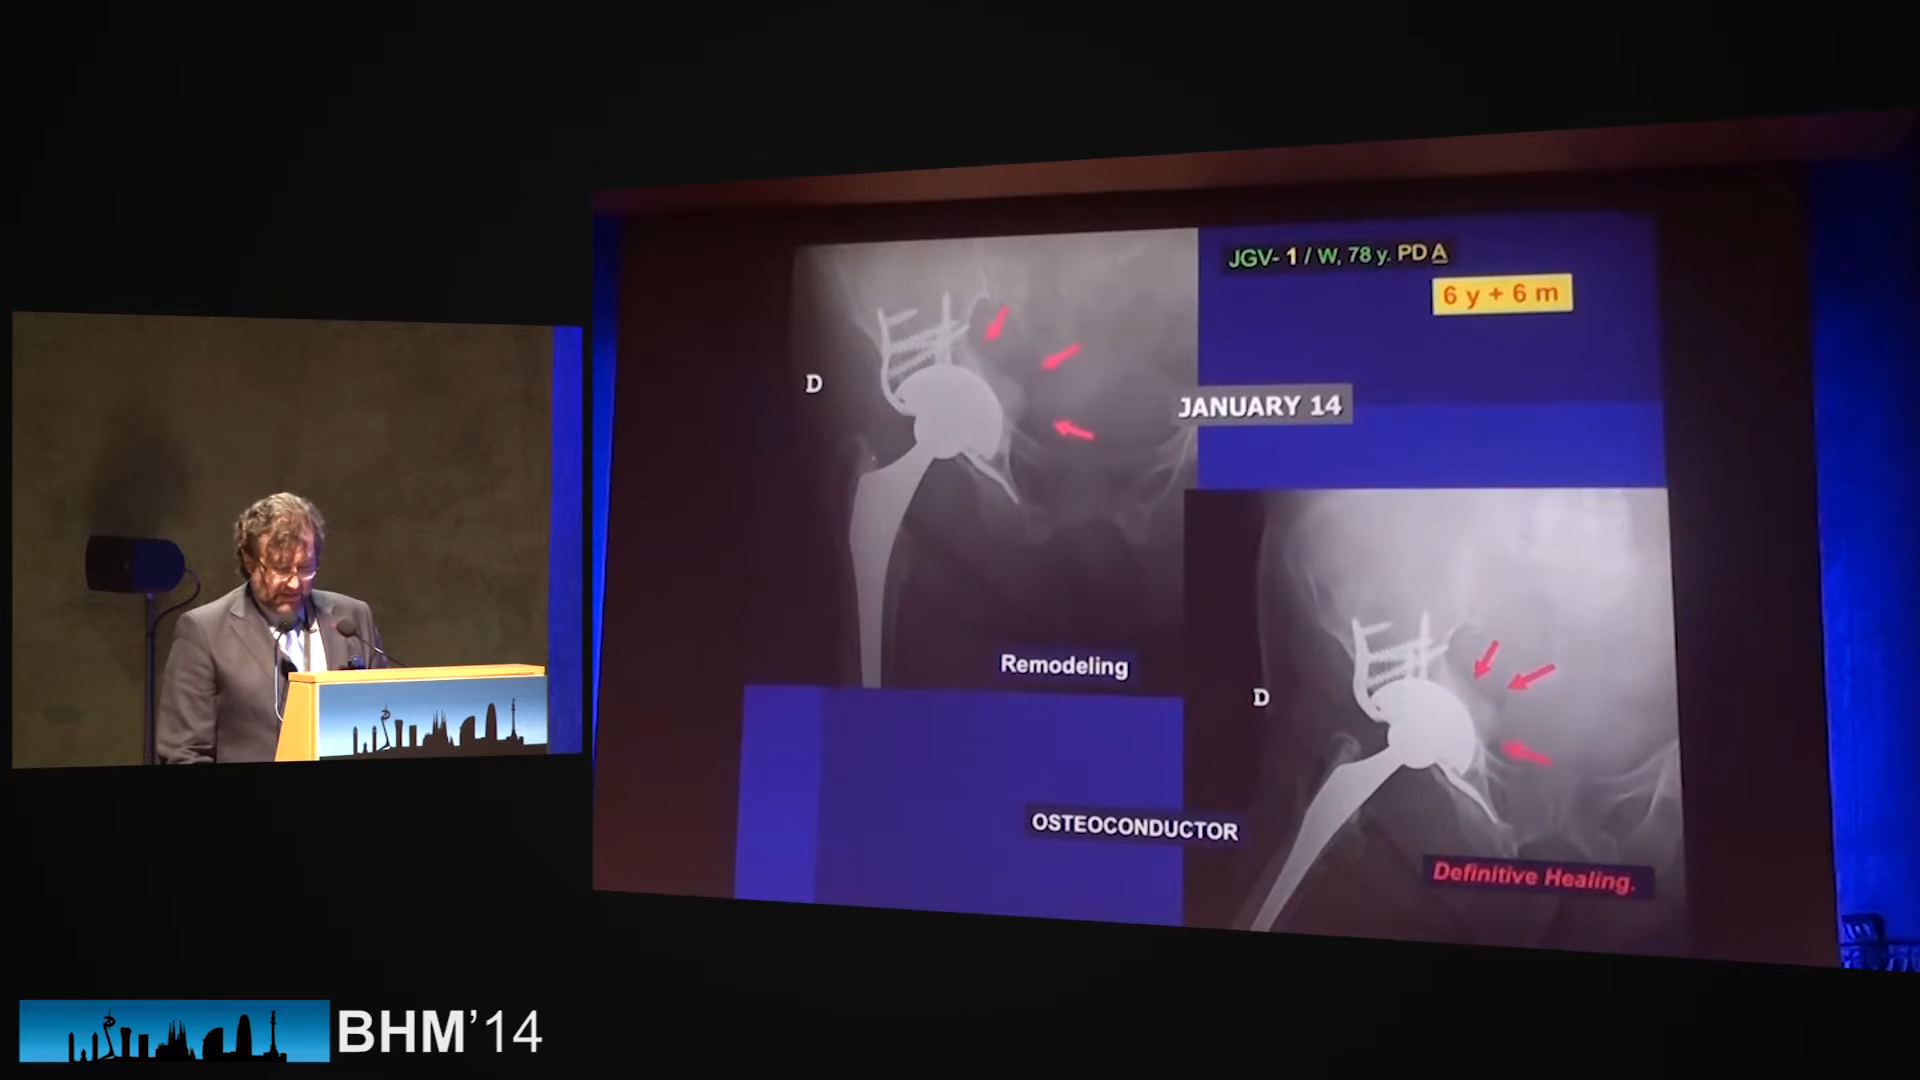 JGV- 1 / W, 78 y. PD A
6 y + 6 m
D
JANUARY 14
Remodeling
D
OSTEOCONDUCTOR
Definitive Healing.
BHM’14